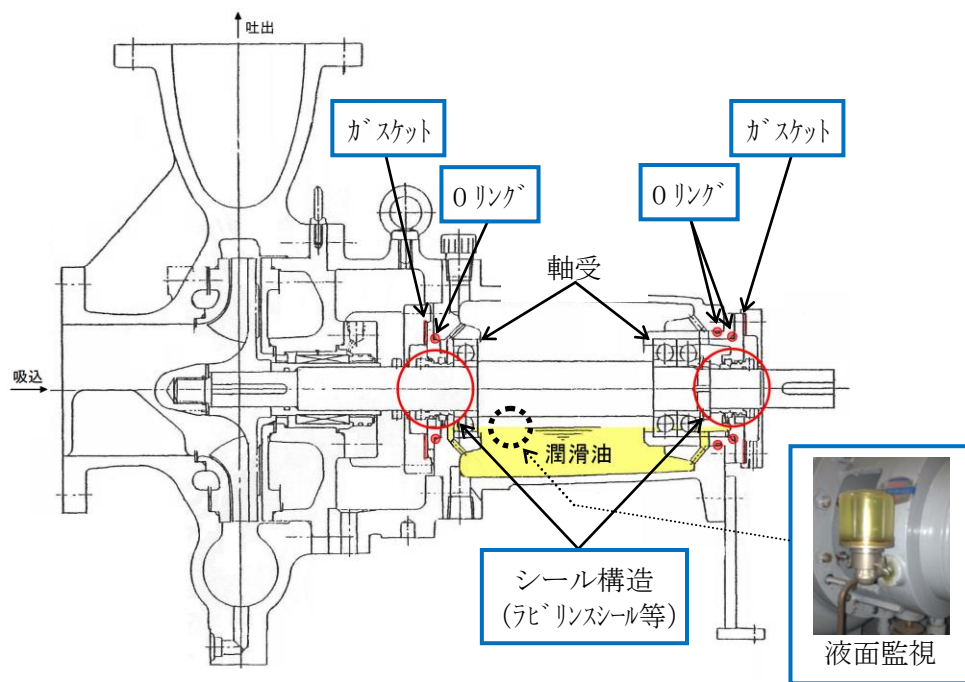 吐出
ガスケット
ガスケット
Oリング
Oリング
軸受
吸込
潤滑油
シール構造
(ラビリンスシール等)
液面監視